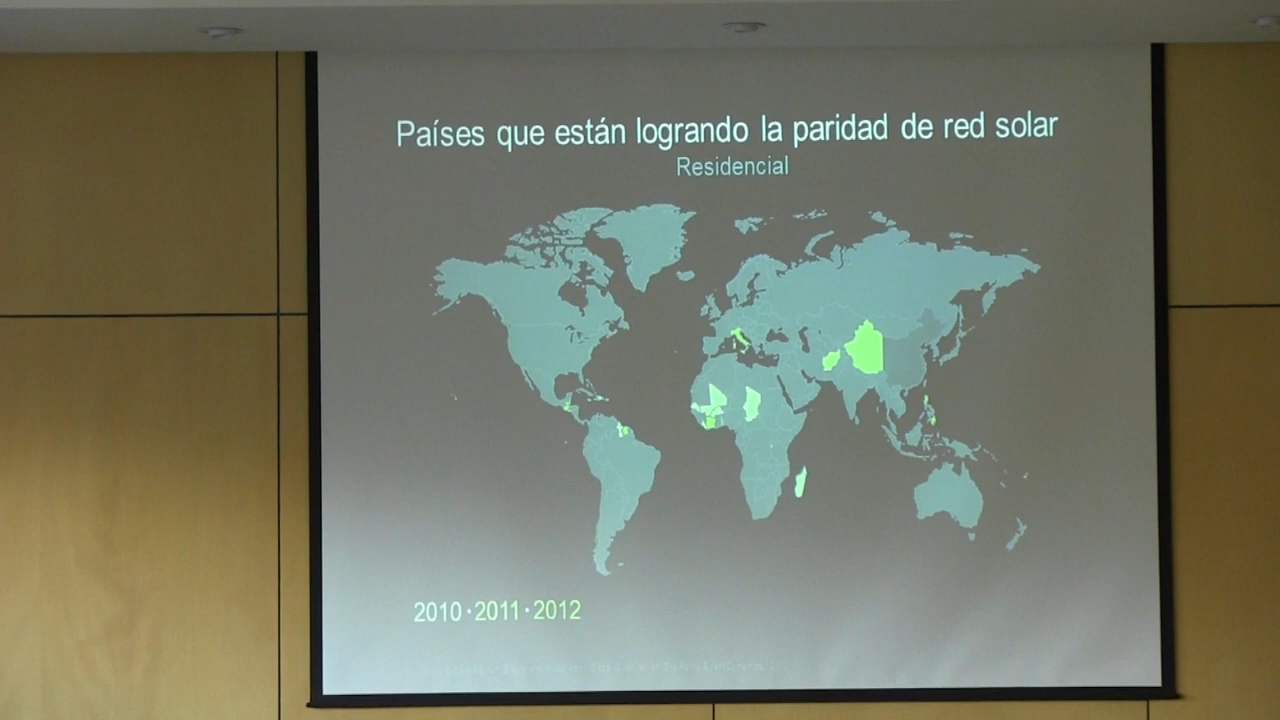 Países que están logrando la paridad de red solar
Residencial
2010·2011·2012